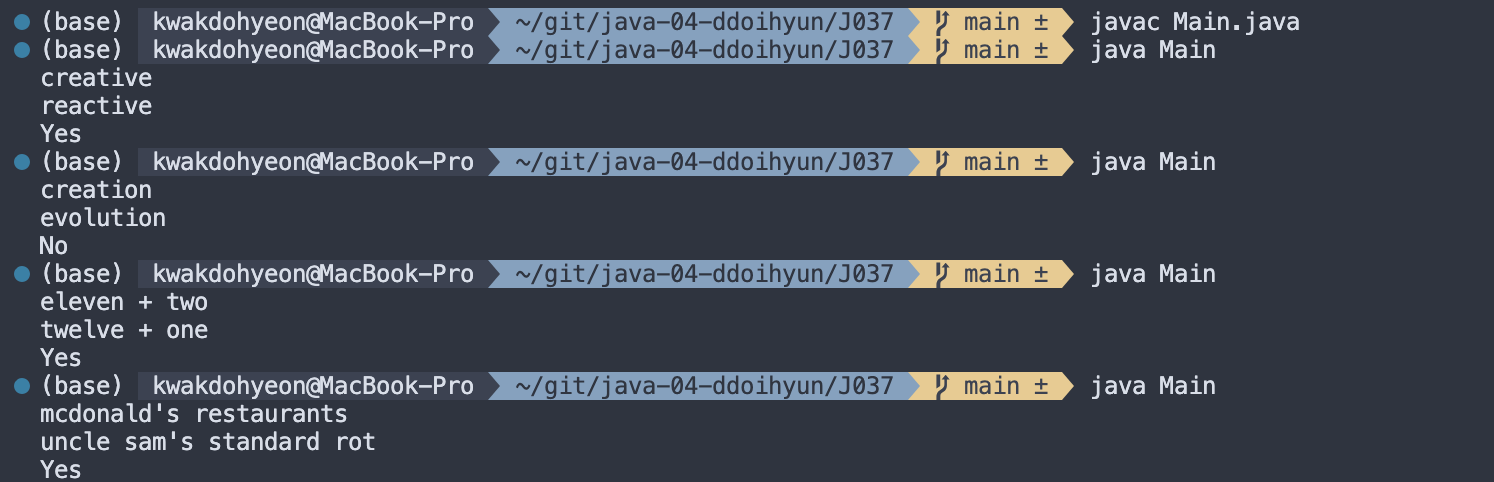 (base) kwakdohyeon@MacBook-Pro ~/git/java-04-ddoihyun/J037 main ± javac Main.java
(base) kwakdohyeon@MacBook-Pro ~/git/java-04-ddoihyun/J037 main ± java Main
creative
reactive
Yes
(base) kwakdohyeon@MacBook-Pro ~/git/java-04-ddoihyun/J037 main ± java Main
creation
evolution
No
(base) kwakdohyeon@MacBook-Pro ~/git/java-04-ddoihyun/J037 main ± java Main
eleven + two
twelve + one
Yes
(base) kwakdohyeon@MacBook-Pro ~/git/java-04-ddoihyun/J037 main ± java Main
mcdonald's restaurants
uncle sam's standard rot
Yes